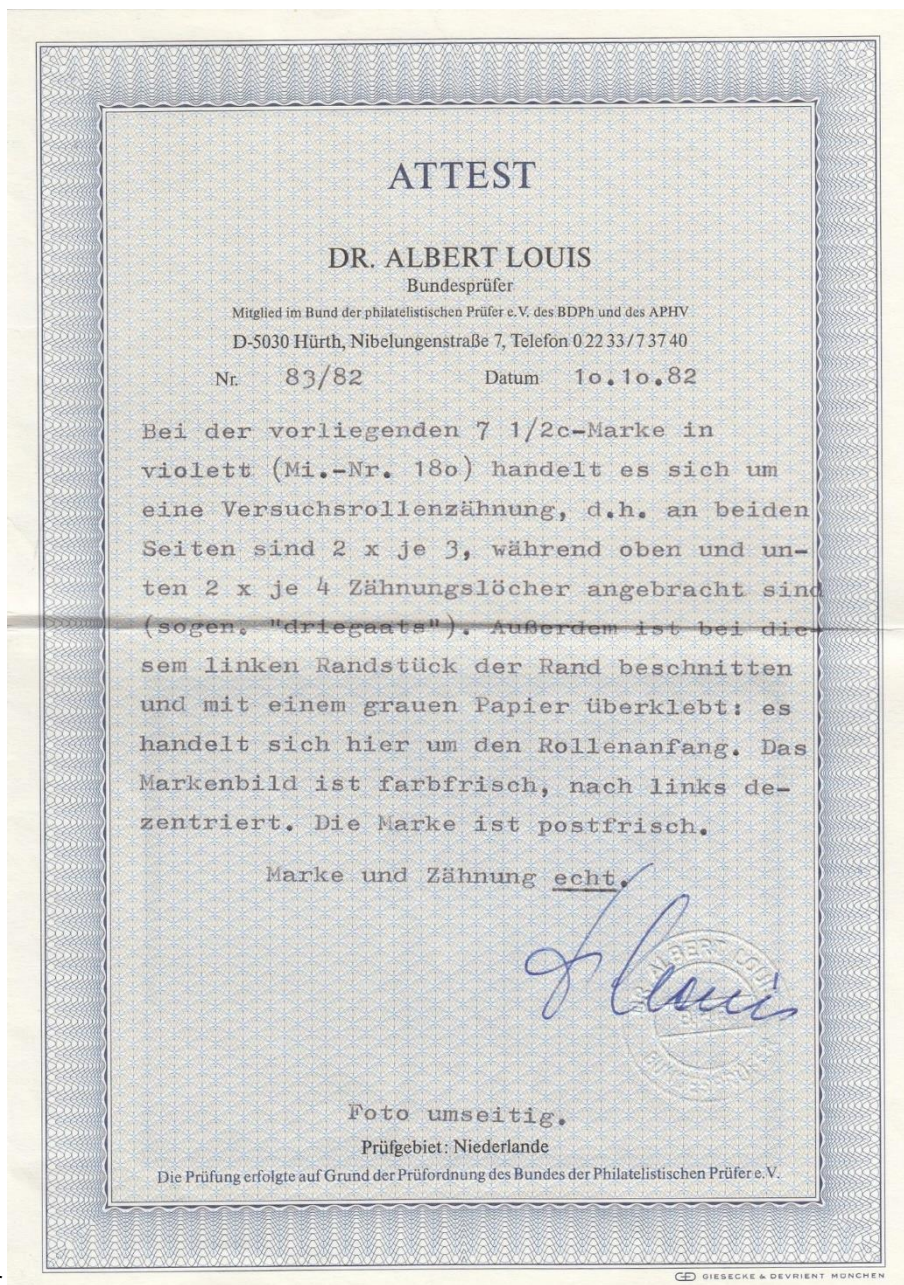 ATTEST
DR. ALBERT LOUIS
Bundesprüfer
Mitglied im Bund der philatelistischen Prüfer e.V. des BDPh und des APHV
D-5030 Hürth, Nibelungenstraße 7, Telefon 0 22 33/7 37 40
Nr. 83/82 Datum 1o.1o.82
Bei der vorliegenden 7 1/2c-Marke in
violett (Mi.-Nr. 18o) handelt es sich um
eine Versuchsrollenzähnung, d.h. an beiden
Seiten sind 2 x je 3, während oben und un-
ten 2 x je 4 Zähnungslöcher angebracht sind
(sogen. "driegaats"). Außerdem ist bei die-
sem linken Randstück der Rand beschnitten
und mit einem grauen Papier überklebt: es
handelt sich hier um den Rollenanfang. Das
Markenbild ist farbfrisch, nach links de-
zentriert. Die Marke ist postfrisch.
Marke und Zähnung echt.
Louis
DR. ALBERT LOUIS
BUNDESPRÜFER
Foto umseitig.
Prüfgebiet: Niederlande
Die Prüfung erfolgte auf Grund der Prüfordnung des Bundes der Philatelistischen Prüfer e.V.
GIESECKE & DEVRIENT MÜNCHEN